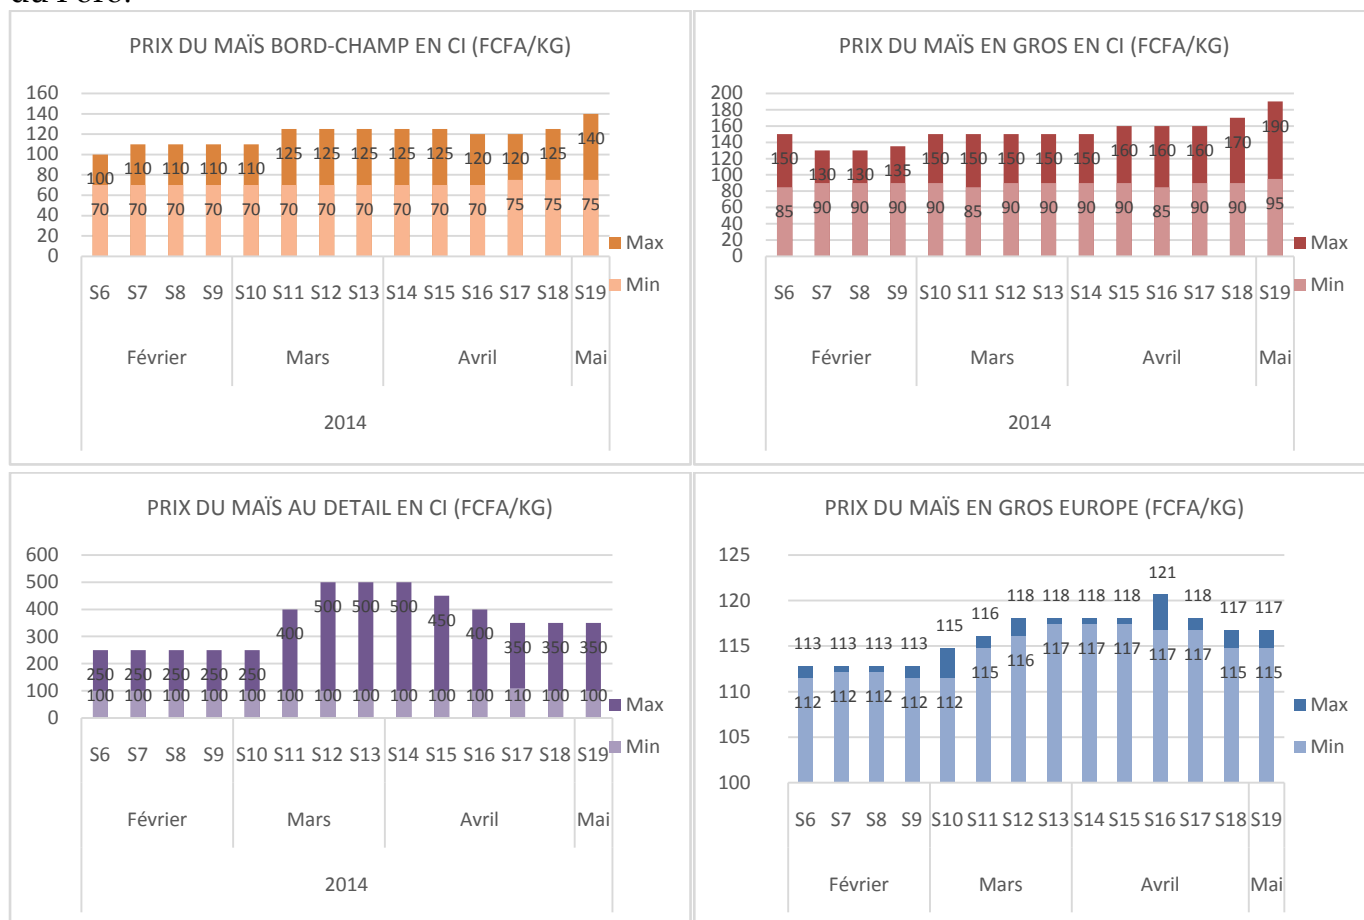 PRIX DU MAÏS BORD-CHAMP EN CI (FCFA/KG)
160
140
120
100
80
60
40
20
0
100 110 110 110 110 125 125 125 125 125 120 120 125 140
70 70 70 70 70 70 70 70 70 70 70 75 75 75
Max
Min
S6 S7 S8 S9 S10 S11 S12 S13 S14 S15 S16 S17 S18 S19
Février Mars Avril Mai
2014
PRIX DU MAÏS EN GROS EN CI (FCFA/KG)
200
180
160
140
120
100
80
60
40
20
0
150 130 130 135 150 150 150 150 150 160 160 160 170 190
85 90 90 90 90 85 90 90 90 90 85 90 90 95
Max
Min
S6 S7 S8 S9 S10 S11 S12 S13 S14 S15 S16 S17 S18 S19
Février Mars Avril Mai
2014
PRIX DU MAÏS AU DETAIL EN CI (FCFA/KG)
600
500
400
300
200
100
0
250 250 250 250 250 400 500 500 500 450 400 350 350 350
100 100 100 100 100 100 100 100 100 100 100 110 100 100
Max
Min
S6 S7 S8 S9 S10 S11 S12 S13 S14 S15 S16 S17 S18 S19
Février Mars Avril Mai
2014
PRIX DU MAÏS EN GROS EUROPE (FCFA/KG)
125
120
115
110
105
100
113 113 113 113 115 116 118 118 118 118 121 118 117 117
112 112 112 112 112 115 116 117 117 117 117 117 115 115
Max
Min
S6 S7 S8 S9 S10 S11 S12 S13 S14 S15 S16 S17 S18 S19
Février Mars Avril Mai
2014